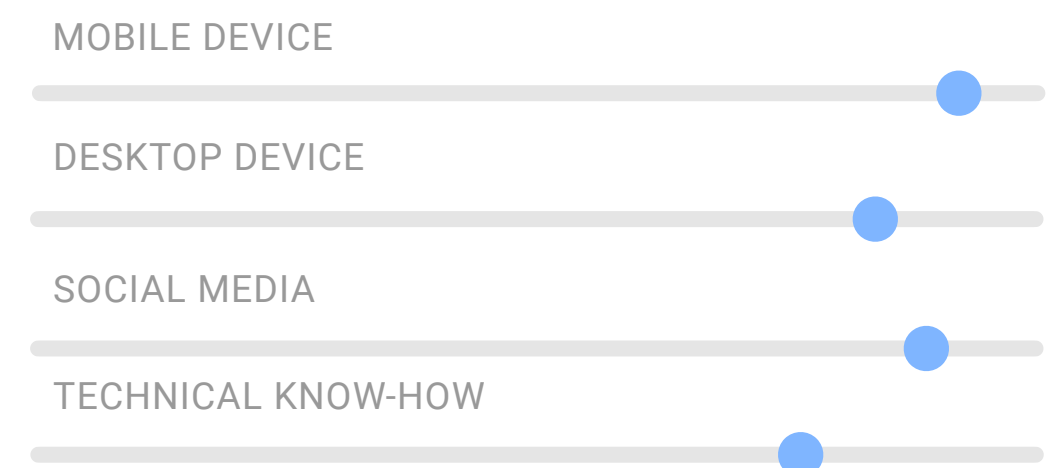 MOBILE DEVICE
DESKTOP DEVICE
SOCIAL MEDIA
TECHNICAL KNOW-HOW